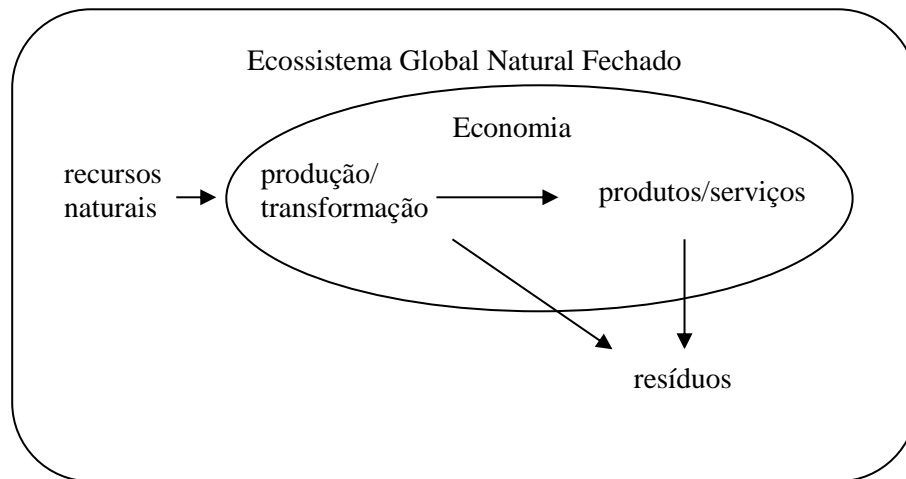 Ecossistema Global Natural Fechado
Economia
recursos
naturais
produção/
transformação
produtos/serviços
resíduos